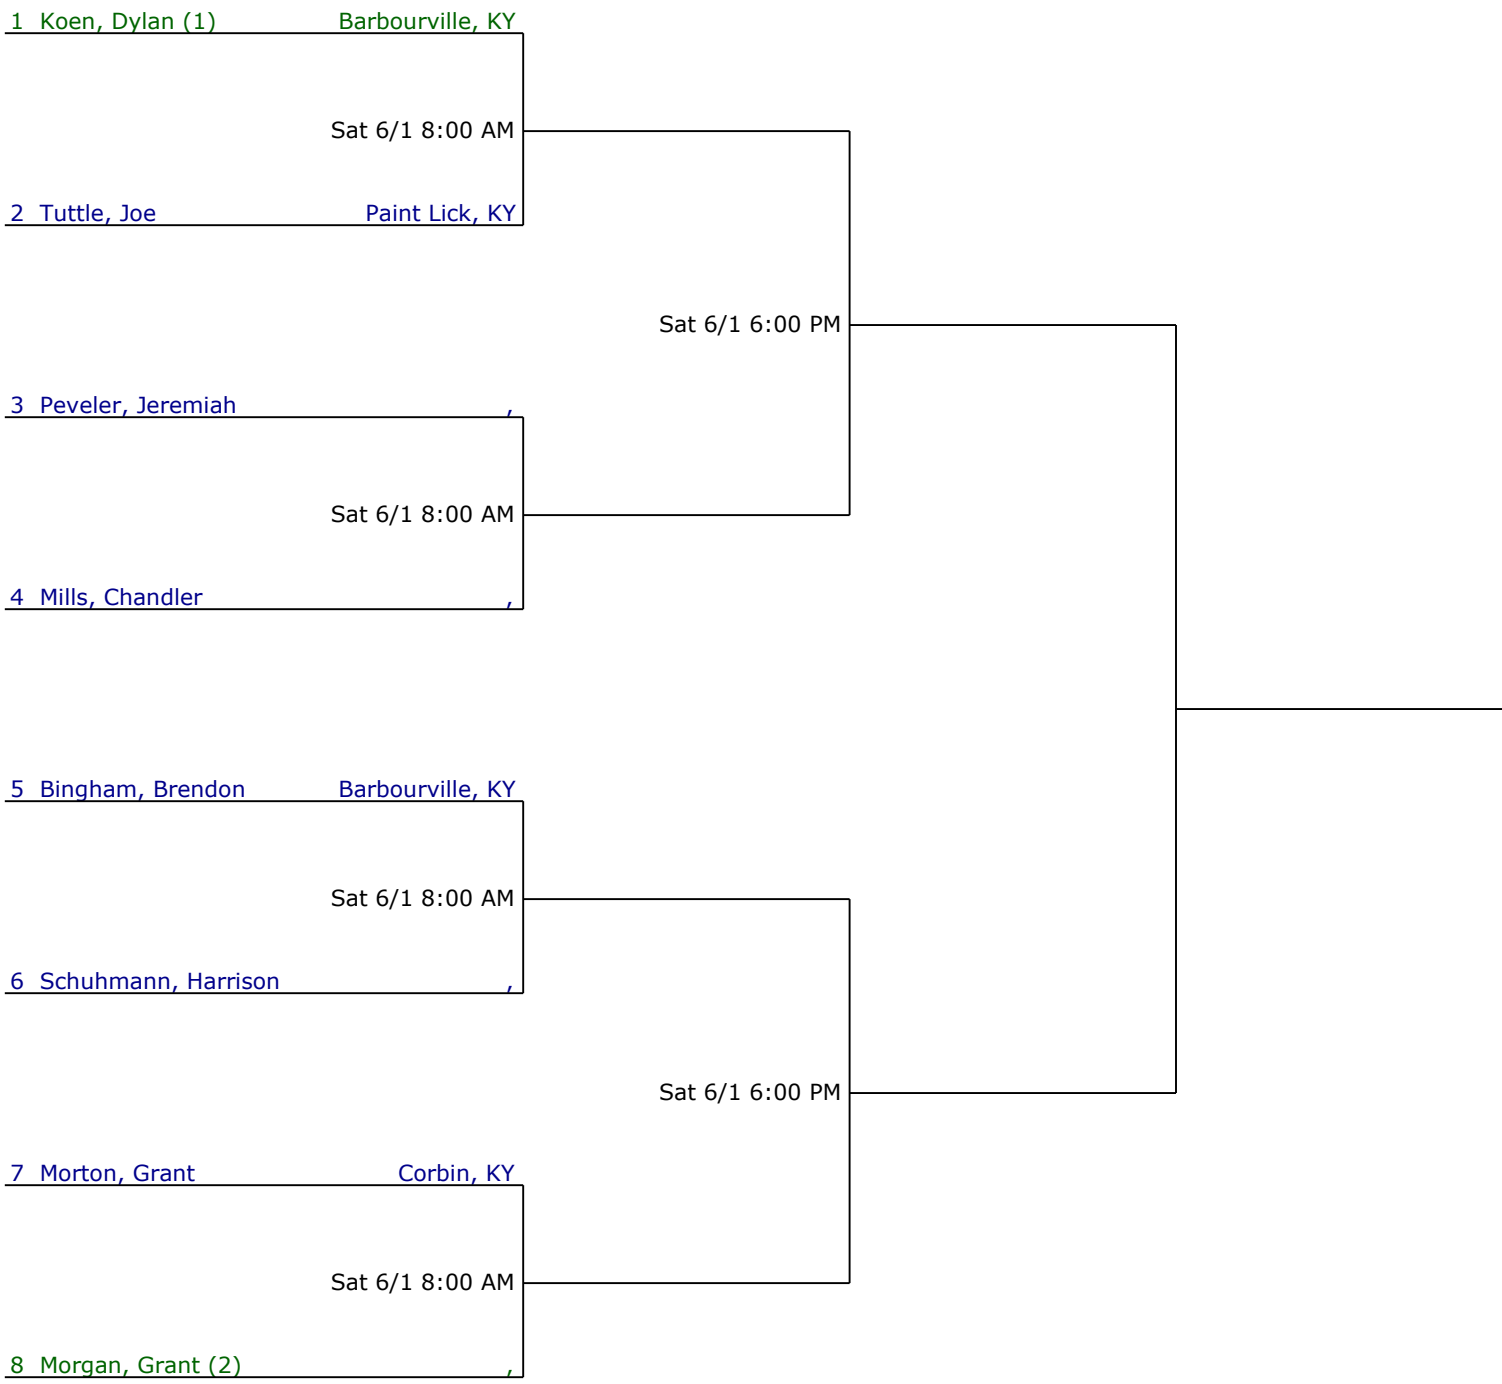 1 Koen, Dylan (1) Barbourville, KY
Sat 6/1 8:00 AM
2 Tuttle, Joe Paint Lick, KY
Sat 6/1 6:00 PM
3 Peveler, Jeremiah ,
Sat 6/1 8:00 AM
4 Mills, Chandler ,
5 Bingham, Brendon Barbourville, KY
Sat 6/1 8:00 AM
6 Schuhmann, Harrison ,
Sat 6/1 6:00 PM
7 Morton, Grant Corbin, KY
Sat 6/1 8:00 AM
8 Morgan, Grant (2) ,